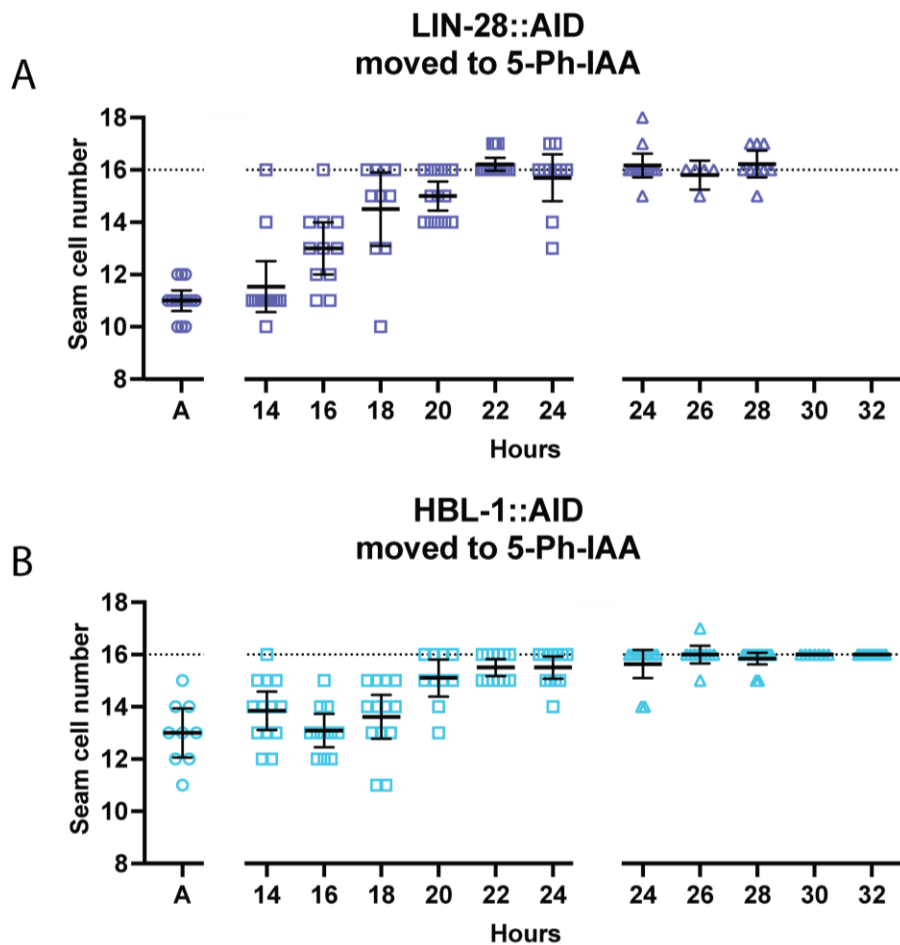 LIN-28::AID
moved to 5-Ph-IAA
A
Seam cell number
18
16
14
12
10
8
A 14 16 18 20 22 24 24 26 28 30 32
Hours
HBL-1::AID
moved to 5-Ph-IAA
B
Seam cell number
18
16
14
12
10
8
A 14 16 18 20 22 24 24 26 28 30 32
Hours